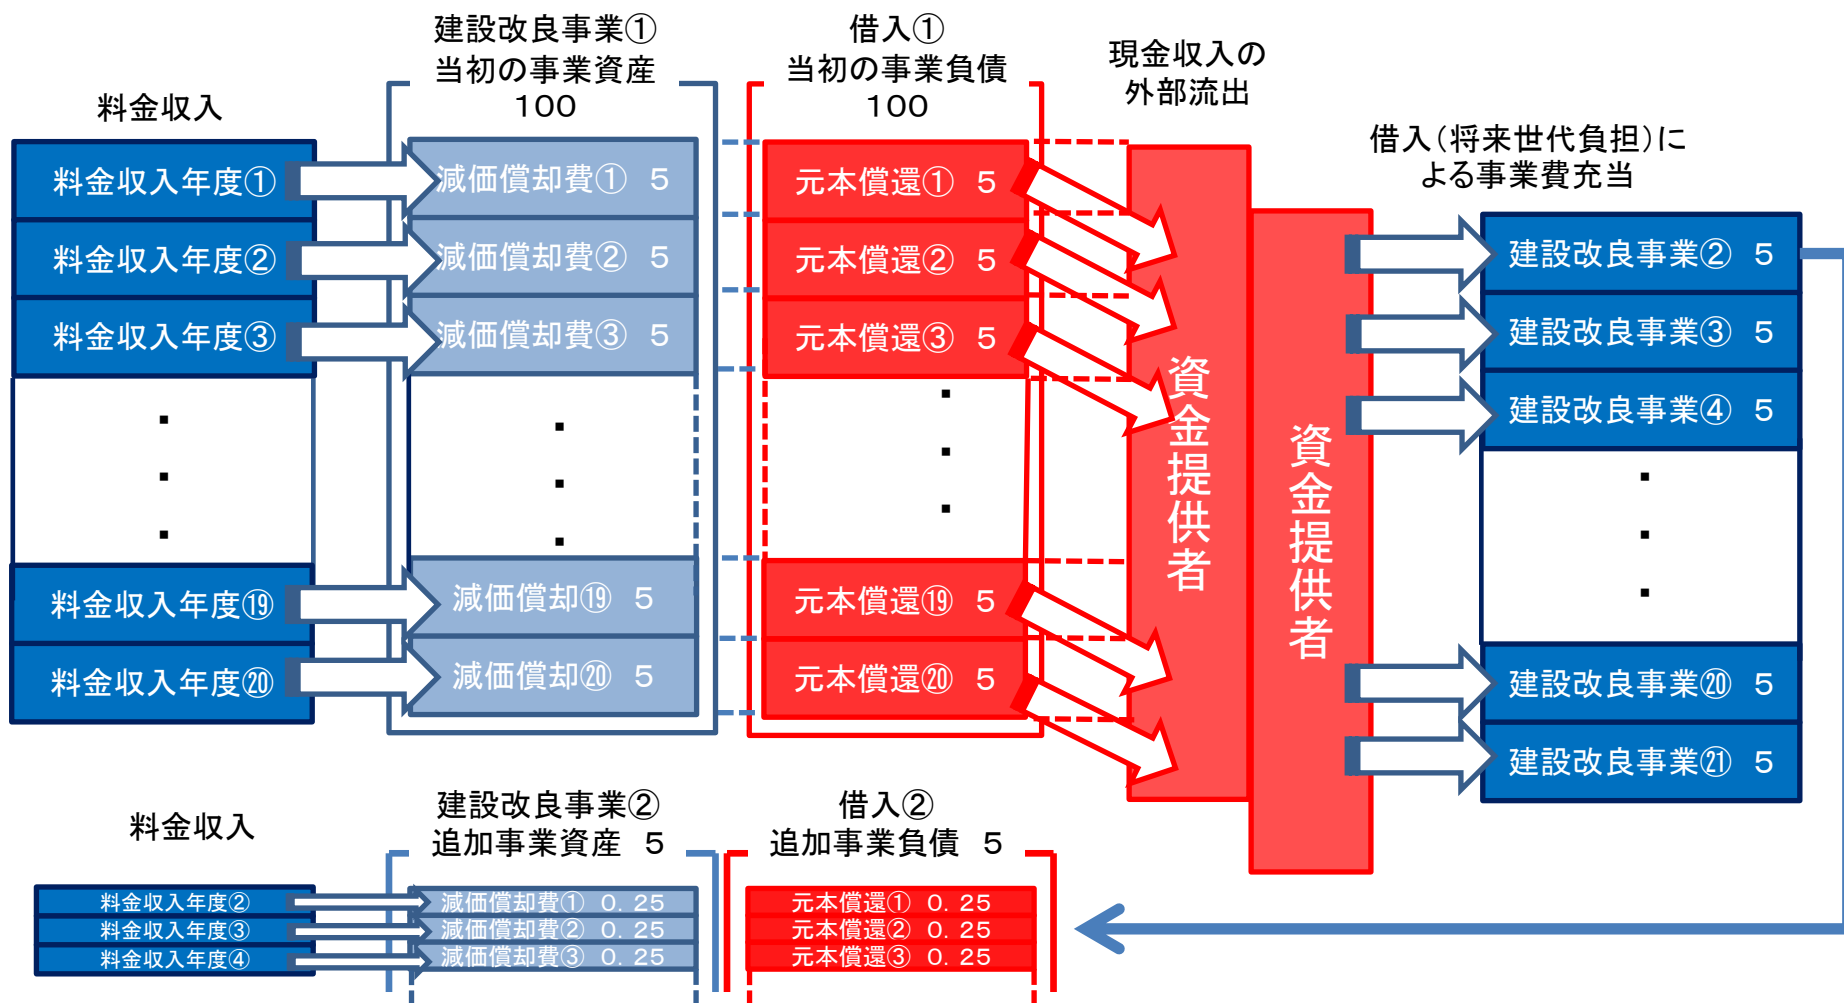 建設改良事業①
当初の事業資産
100
借入①
当初の事業負債
100
現金収入の
外部流出
料金収入
借入(将来世代負担)に
よる事業費充当
料金収入年度①
料金収入年度②
料金収入年度③
・
・
・
料金収入年度⑲
料金収入年度⑳
減価償却費① 5
減価償却費② 5
減価償却費③ 5
・
・
・
減価償却⑲ 5
減価償却⑳ 5
元本償還① 5
元本償還② 5
元本償還③ 5
・
・
・
元本償還⑲ 5
元本償還⑳ 5
資金提供者
資金提供者
建設改良事業② 5
建設改良事業③ 5
建設改良事業④ 5
・
・
・
建設改良事業⑳ 5
建設改良事業㉑ 5
料金収入
建設改良事業②
追加事業資産 5
借入②
追加事業負債 5
料金収入年度②
料金収入年度③
料金収入年度④
減価償却費① 0.25
減価償却費② 0.25
減価償却費③ 0.25
元本償還① 0.25
元本償還② 0.25
元本償還③ 0.25